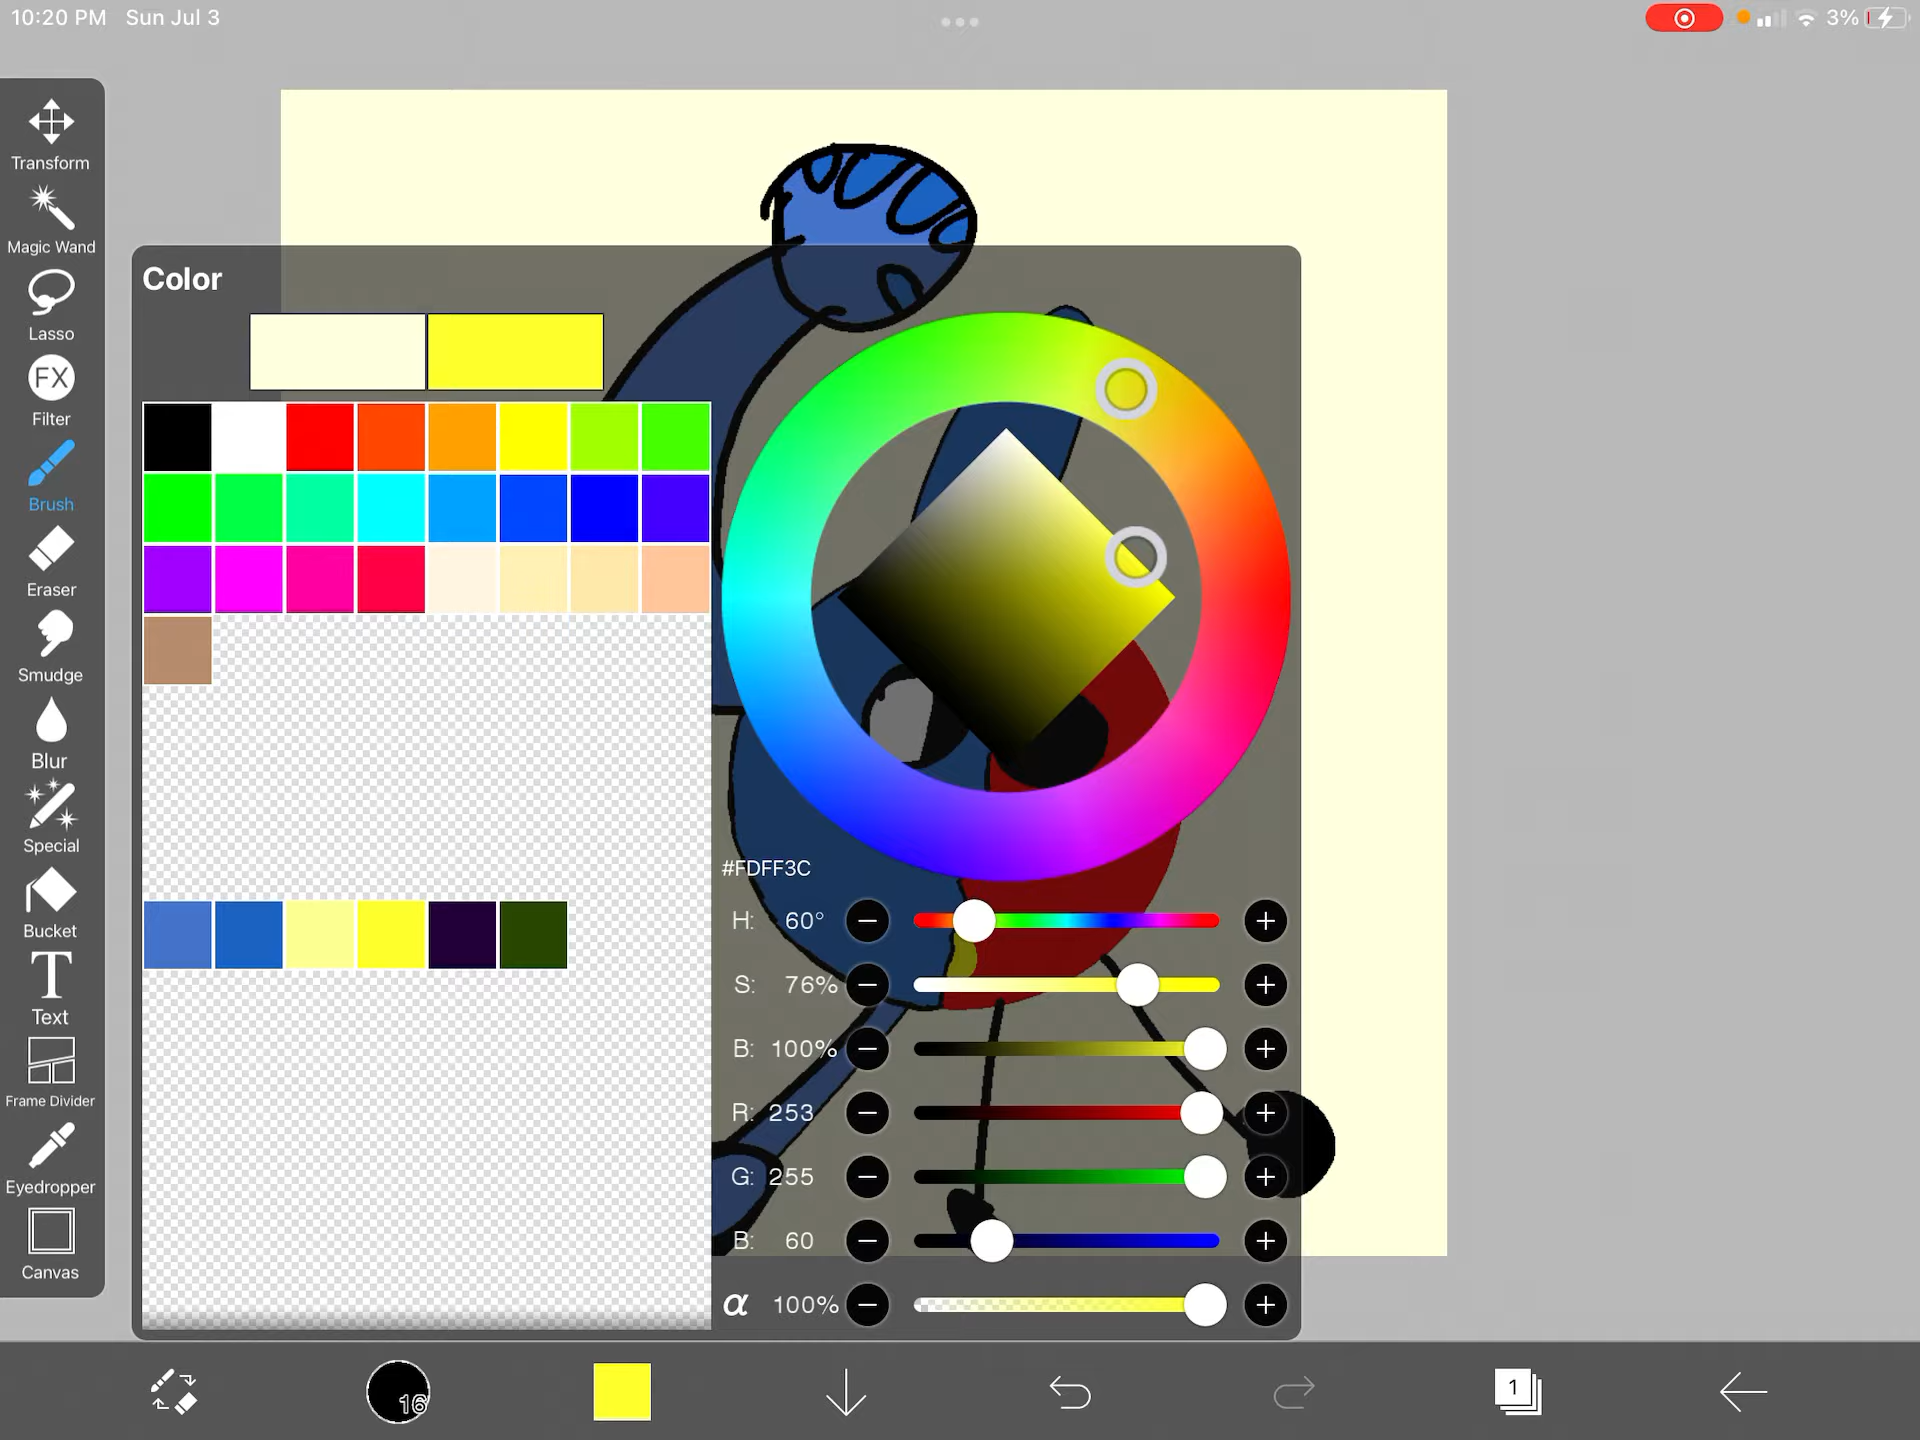 10:20 PM Sun Jul 3
3%
Transform
Magic Wand
Lasso
FX
Filter
Brush
Eraser
Smudge
Blur
Special
Bucket
T
Text
Frame Divider
Eyedropper
Canvas
Color
#FDFF3C
H: 60°
S: 76%
B: 100%
R: 253
G: 255
B: 60
α 100%
16
1